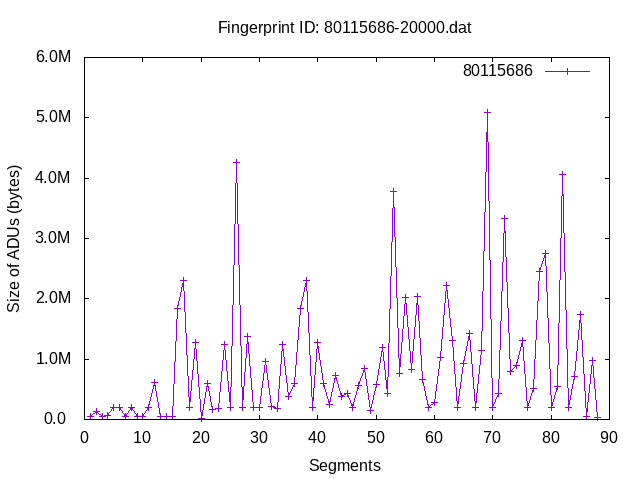 Fingerprint ID: 80115686-20000.dat
80115686
6.0M
5.0M
4.0M
3.0M
2.0M
1.0M
0.0
Size of ADUs (bytes)
0 10 20 30 40 50 60 70 80 90
Segments